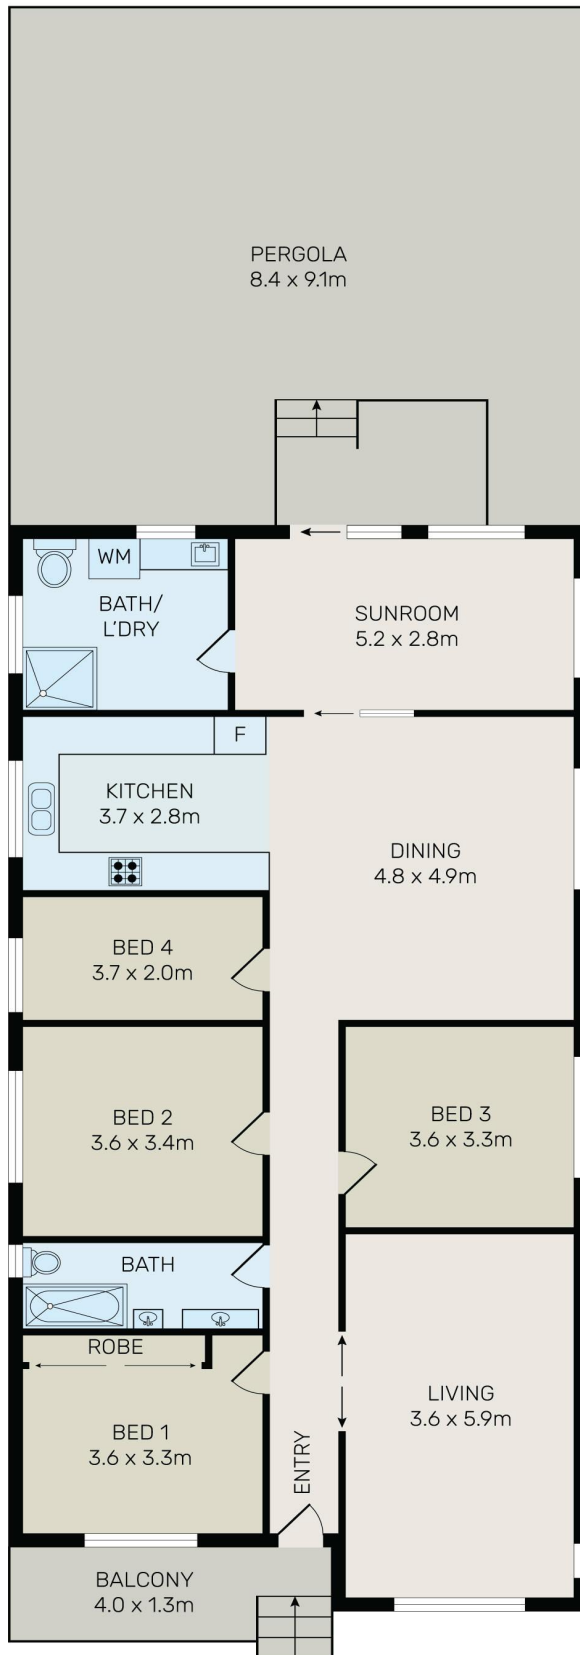 PERGOLA
8.4 x 9.1m
WM
BATH/
L'DRY
SUNROOM
5.2 x 2.8m
F
KITCHEN
3.7 x 2.8m
DINING
4.8 x 4.9m
BED 4
3.7 x 2.0m
BED 2
3.6 x 3.4m
BED 3
3.6 x 3.3m
BATH
ROBE
BED 1
3.6 x 3.3m
LIVING
3.6 x 5.9m
ENTRY
BALCONY
4.0 x 1.3m